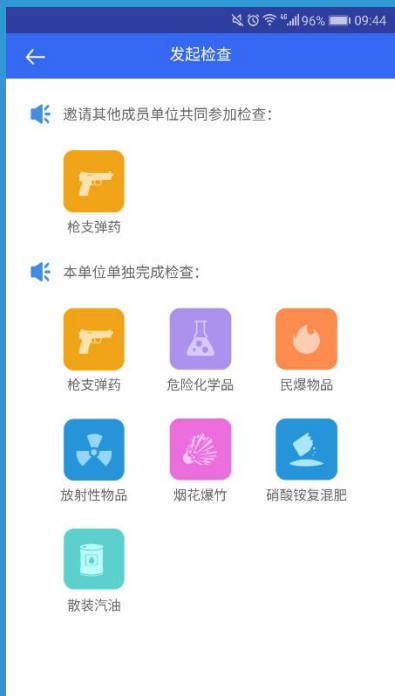 46 96% 09:44
发起检查
邀请其他成员单位共同参加检查：
枪支弹药
本单位单独完成检查：
枪支弹药 危险化学品 民爆物品
放射性物品 烟花爆竹 硝酸铵复混肥
散装汽油